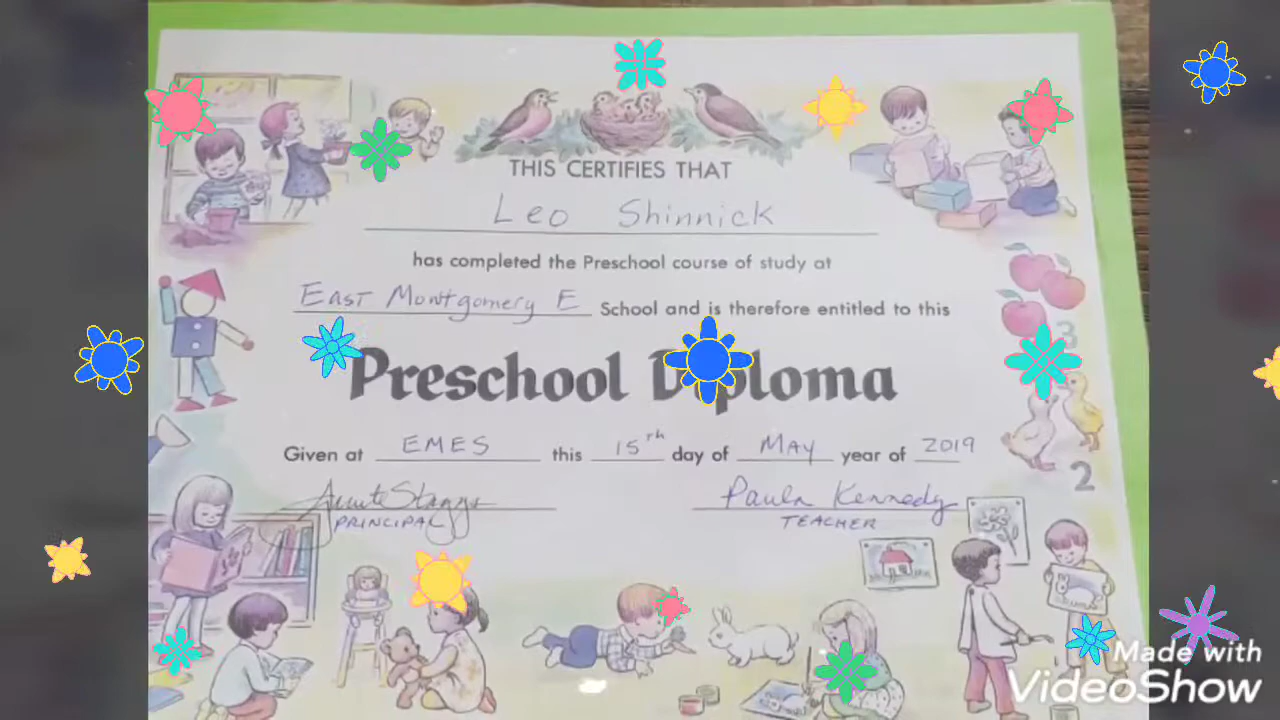 THIS CERTIFIES THAT
Leo Shinnick
has completed the Preschool course of study at
East Montgomery E School and is therefore entitled to this
Preschool Diploma
Given at EMES this 15th day of May year of 2019
Paula Kennedy
PRINCIPAL TEACHER
3
2
Made with
VideoShow